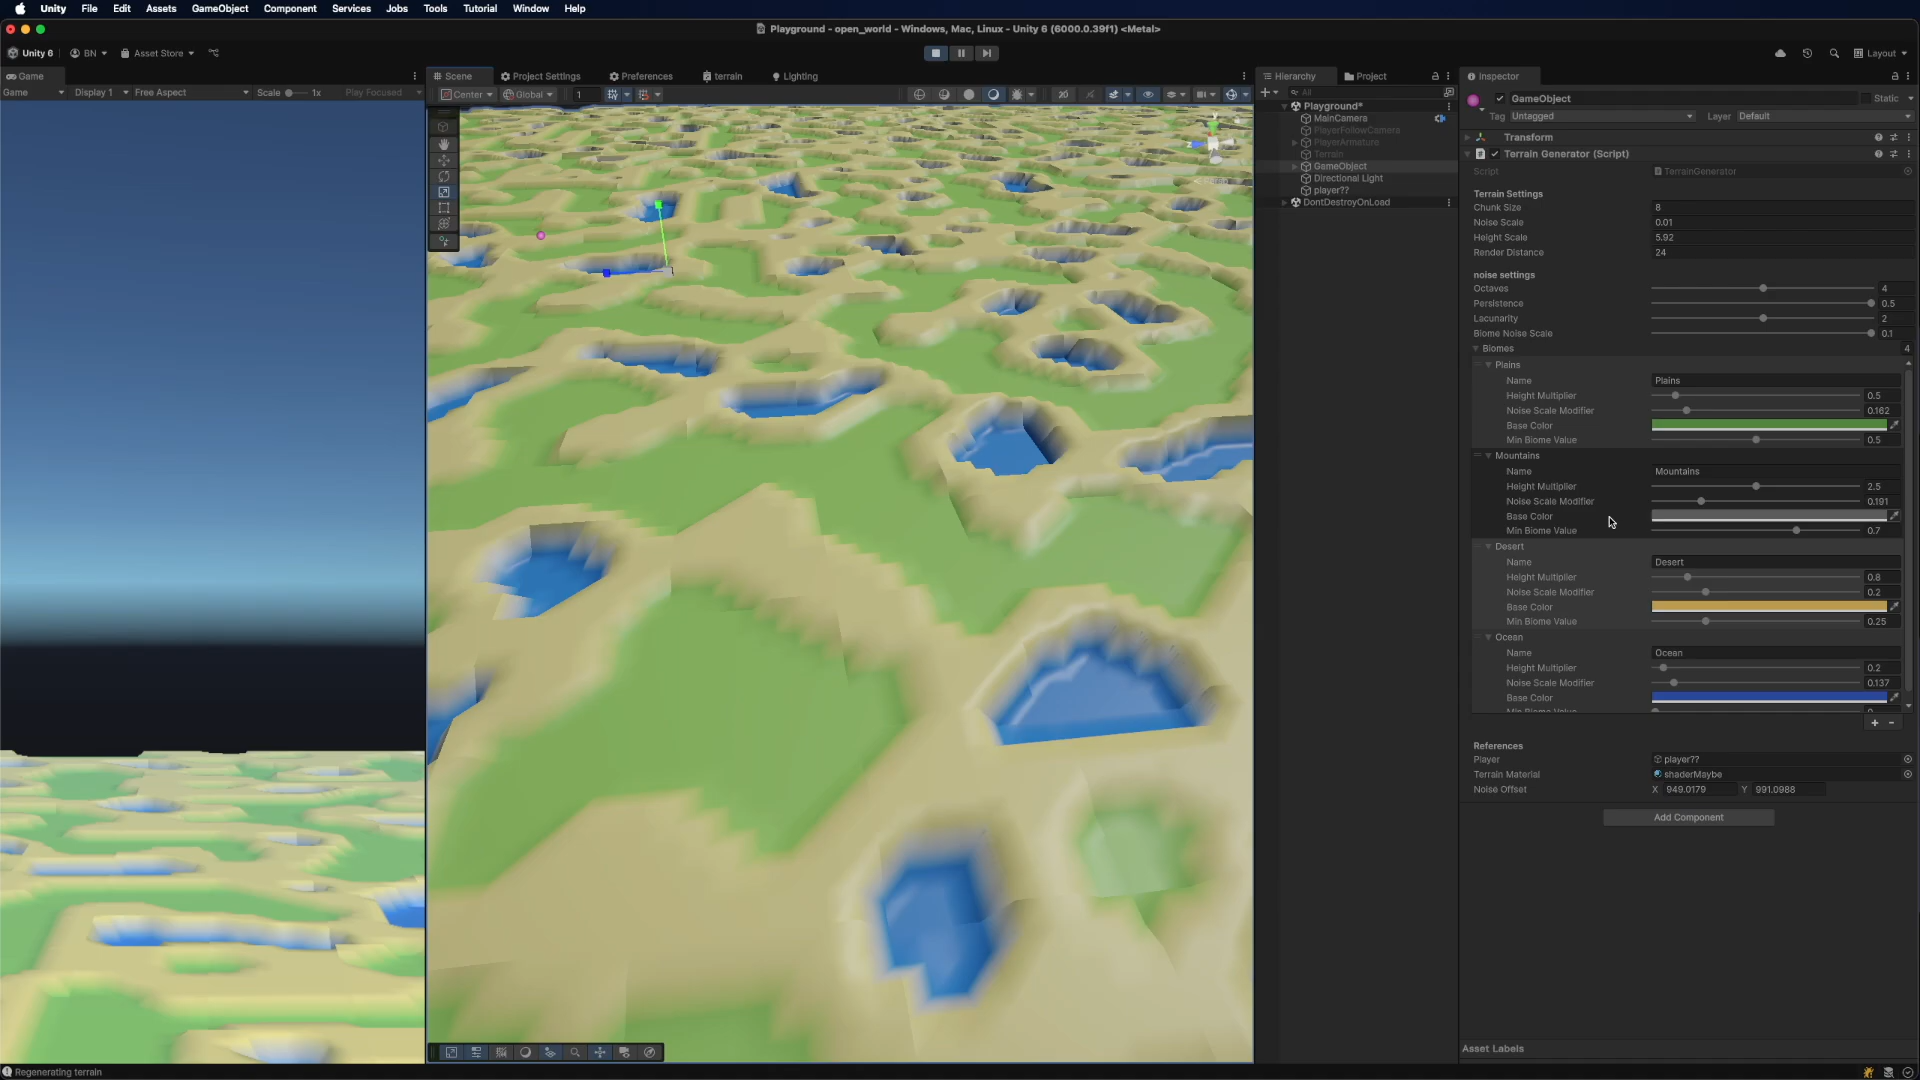 Unity File Edit Assets GameObject Component Services Jobs Tools Tutorial Window Help
Playground - open_world - Windows, Mac, Linux - Unity 6 (6000.0.39f1) <Metal>
Unity 6 BN Asset Store
Layout
Game
Game Display 1 Free Aspect Scale 1x Play Focused
Scene Project Settings Preferences terrain Lighting
Center Global 1
Hierarchy Project
All
Playground*
MainCamera
PlayerFollowCamera
PlayerArmature
Terrain
GameObject
Directional Light
player??
DontDestroyOnLoad
Inspector
GameObject Static
Tag Untagged Layer Default
Transform
Terrain Generator (Script)
Script TerrainGenerator
Terrain Settings
Chunk Size 8
Noise Scale 0.01
Height Scale 5.92
Render Distance 24
noise settings
Octaves 4
Persistence 0.5
Lacunarity 2
Biome Noise Scale 0.1
Biomes 4
Plains
Name Plains
Height Multiplier 0.5
Noise Scale Modifier 0.162
Base Color
Min Biome Value 0.5
Mountains
Name Mountains
Height Multiplier 2.5
Noise Scale Modifier 0.191
Base Color
Min Biome Value 0.7
Desert
Name Desert
Height Multiplier 0.8
Noise Scale Modifier 0.2
Base Color
Min Biome Value 0.25
Ocean
Name Ocean
Height Multiplier 0.2
Noise Scale Modifier 0.137
Base Color
Min Biome Value
References
Player player??
Terrain Material shaderMaybe
Noise Offset X 949.0179 Y 991.0988
Add Component
Asset Labels
Regenerating terrain